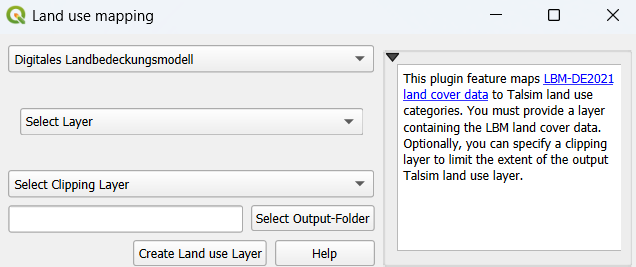 Land use mapping
Digitales Landbedeckungsmodell
Select Layer
Select Clipping Layer
Select Output-Folder
Create Land use Layer
Help
This plugin feature maps LBM-DE2021
land cover data to Talsim land use
categories. You must provide a layer
containing the LBM land cover data.
Optionally, you can specify a clipping
layer to limit the extent of the output
Talsim land use layer.